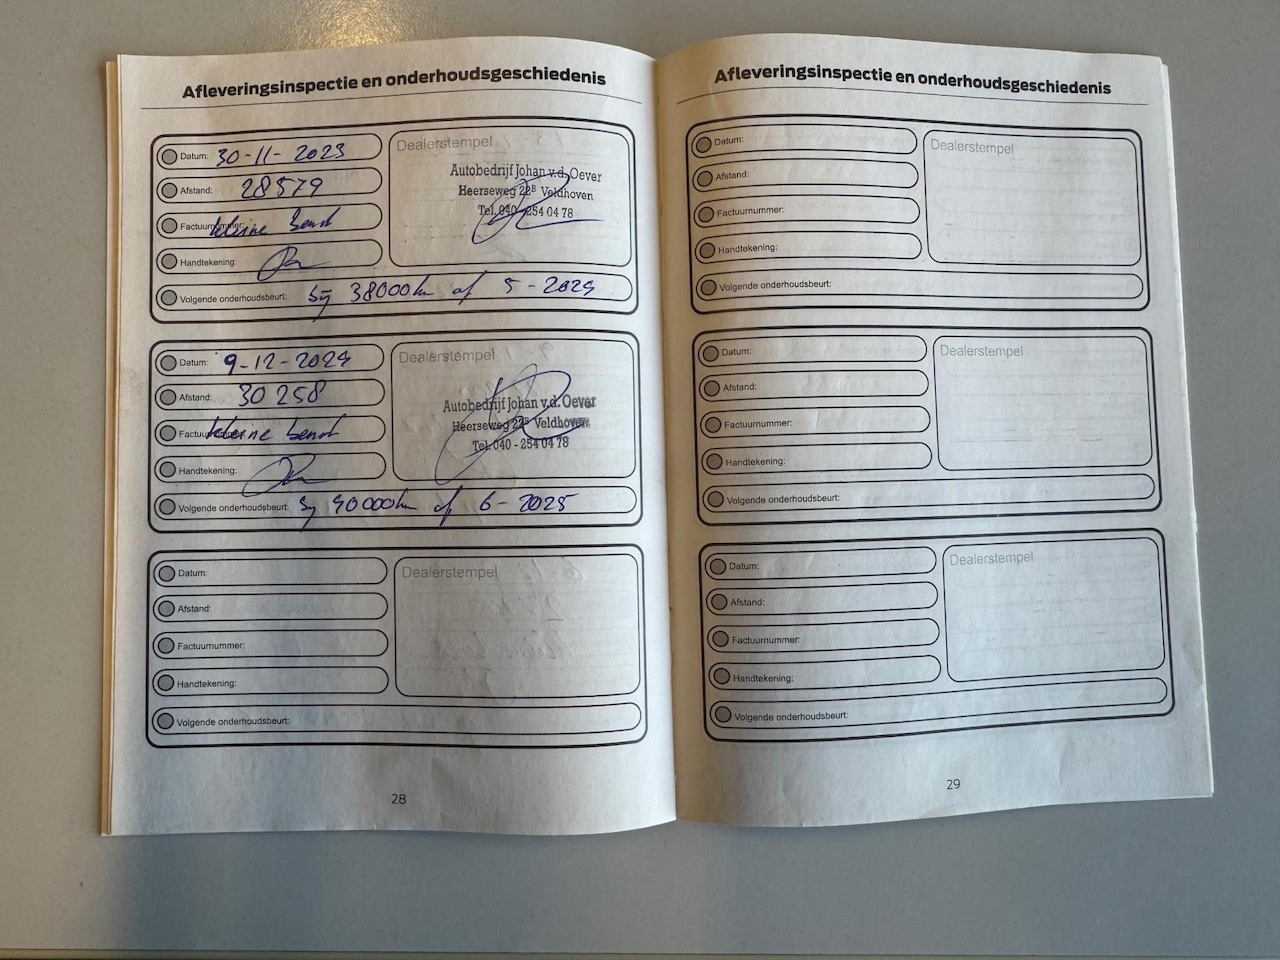 Afleveringsinspectie en onderhoudsgeschiedenis
Datum: 30-11-2023
Afstand: 28579
Factuurnummer: kleine beurt
Handtekening:
Volgende onderhoudsbeurt: bij 38000km of 5-2024
Dealerstempel
Autobedrijf Johan v.d. Oever
Heerseweg 22B Veldhoven
Tel. 040-254 04 78
Datum: 9-12-2024
Afstand: 30 258
Factuurnummer: kleine beurt
Handtekening:
Volgende onderhoudsbeurt: bij 40000km of 6-2025
Dealerstempel
Autobedrijf Johan v.d. Oever
Heerseweg 22B Veldhoven
Tel. 040 - 254 04 78
Datum:
Afstand:
Factuurnummer:
Handtekening:
Volgende onderhoudsbeurt:
Dealerstempel
28
Afleveringsinspectie en onderhoudsgeschiedenis
Datum:
Afstand:
Factuurnummer:
Handtekening:
Volgende onderhoudsbeurt:
Dealerstempel
Datum:
Afstand:
Factuurnummer:
Handtekening:
Volgende onderhoudsbeurt:
Dealerstempel
Datum:
Afstand:
Factuurnummer:
Handtekening:
Volgende onderhoudsbeurt:
Dealerstempel
29